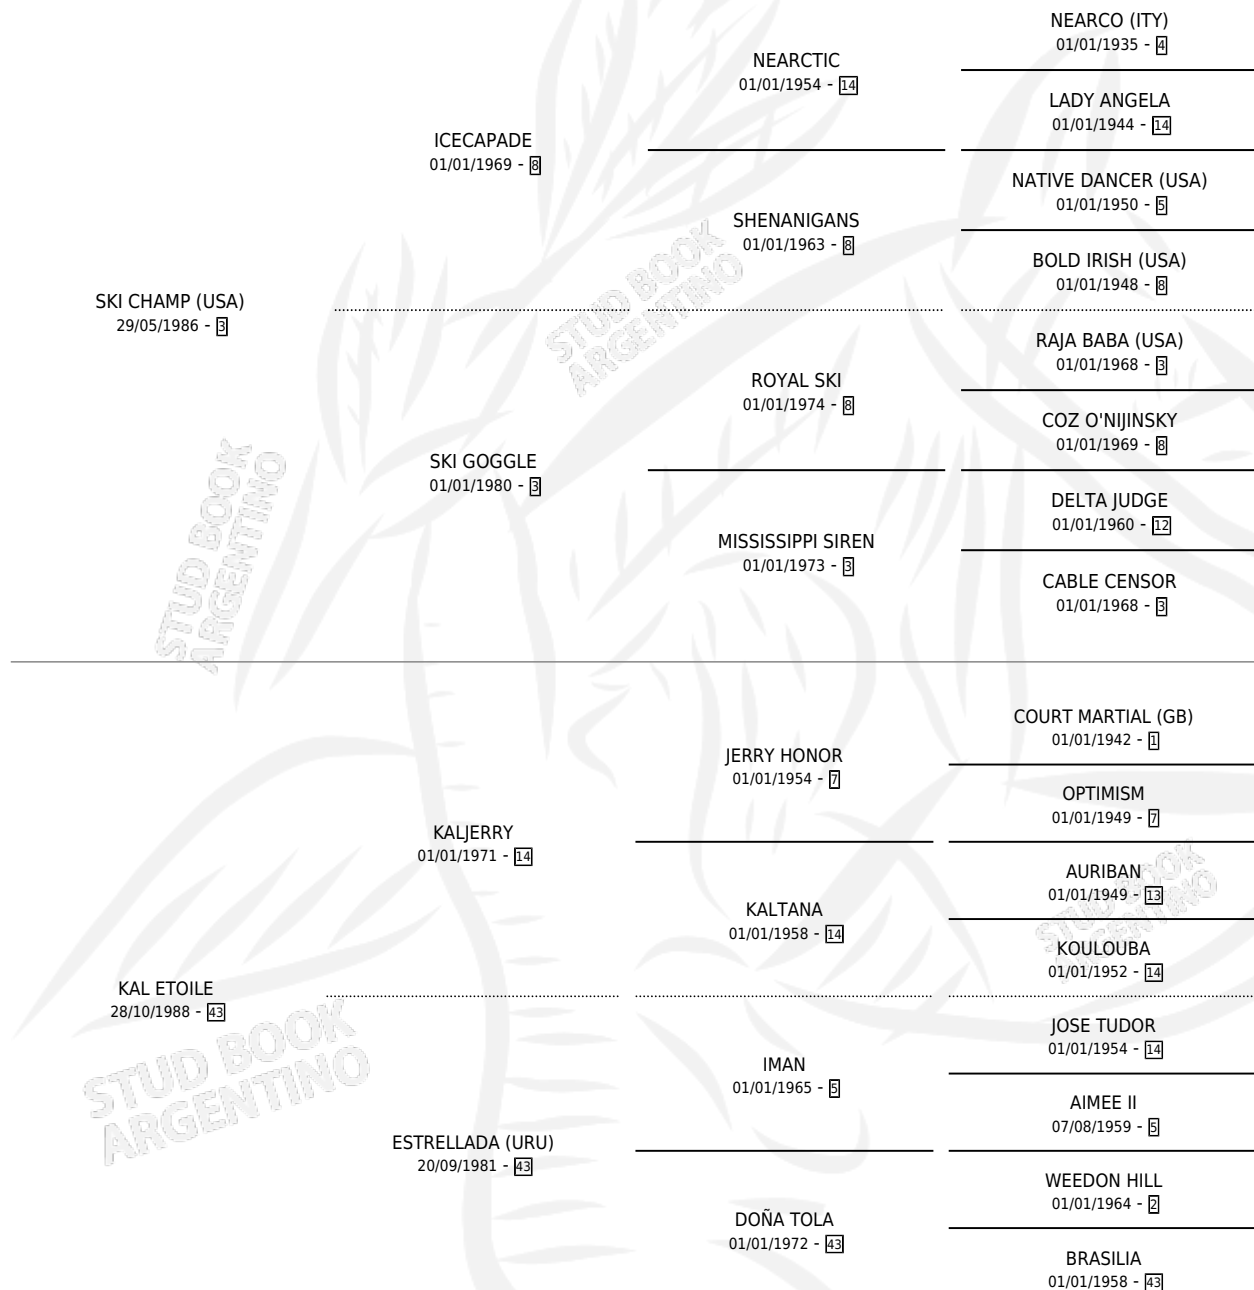 NEARCO (ITY)
01/01/1935 - 4
NEARCTIC
01/01/1954 - 14
LADY ANGELA
01/01/1944 - 14
ICECAPADE
01/01/1969 - 8
NATIVE DANCER (USA)
01/01/1950 - 5
SHENANIGANS
01/01/1963 - 8
BOLD IRISH (USA)
01/01/1948 - 8
SKI CHAMP (USA)
29/05/1986 - 3
RAJA BABA (USA)
01/01/1968 - 3
ROYAL SKI
01/01/1974 - 8
COZ O'NIJINSKY
01/01/1969 - 8
SKI GOGGLE
01/01/1980 - 3
DELTA JUDGE
01/01/1960 - 12
MISSISSIPPI SIREN
01/01/1973 - 3
CABLE CENSOR
01/01/1968 - 3
COURT MARTIAL (GB)
01/01/1942 - 1
JERRY HONOR
01/01/1954 - 7
OPTIMISM
01/01/1949 - 7
KALJERRY
01/01/1971 - 14
AURIBAN
01/01/1949 - 13
KALTANA
01/01/1958 - 14
KOULOUBA
01/01/1952 - 14
KAL ETOILE
28/10/1988 - 43
JOSE TUDOR
01/01/1954 - 14
IMAN
01/01/1965 - 5
AIMEE II
07/08/1959 - 5
ESTRELLADA (URU)
20/09/1981 - 43
WEEDON HILL
01/01/1964 - 2
DOÑA TOLA
01/01/1972 - 43
BRASILIA
01/01/1958 - 43
STUD BOOK
ARGENTINO
STUD BOOK
ARGENTINO
STUD BOOK
ARGENTINO
STUD BOOK
ARGENTINO